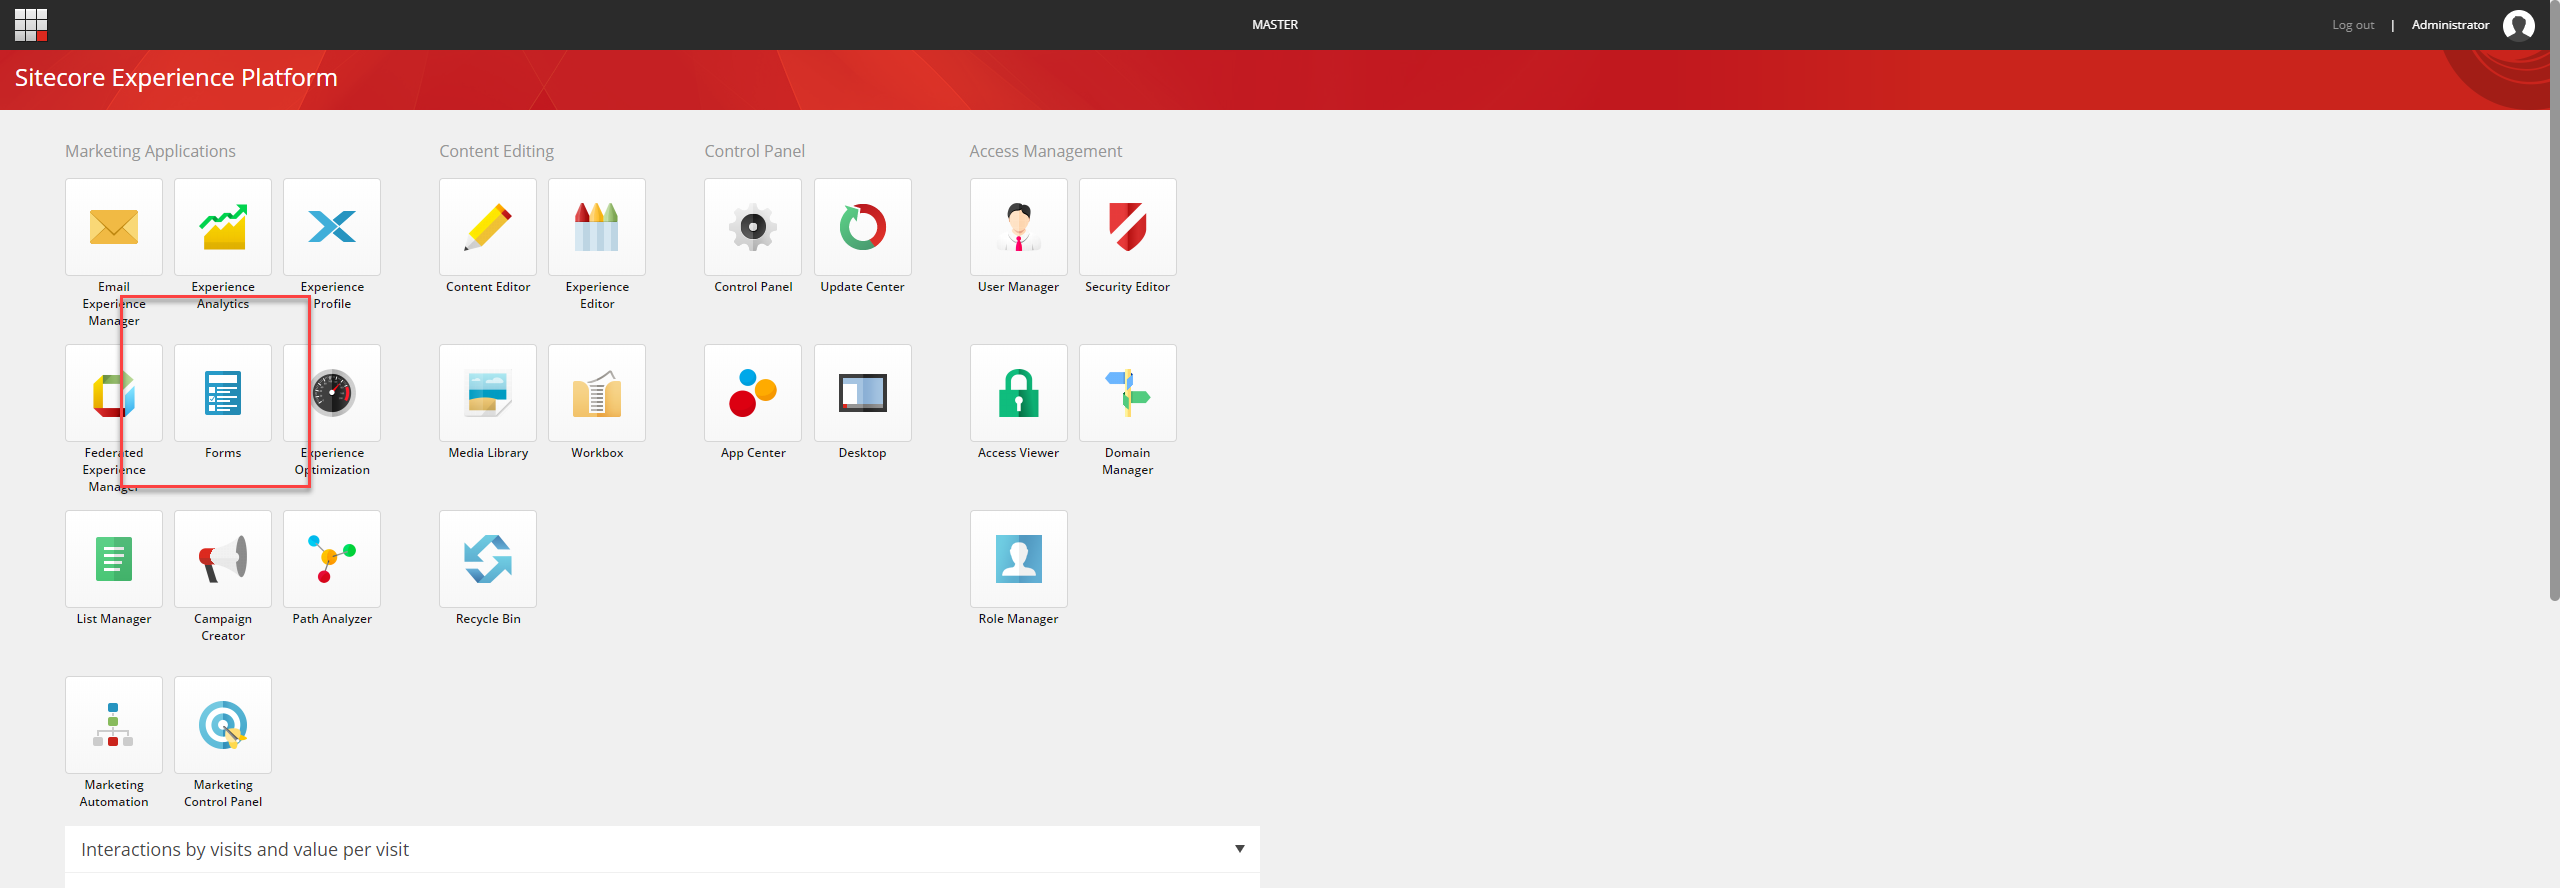 MASTER
Log out | Administrator
Sitecore Experience Platform
Marketing Applications
Email
Experience
Manager
Experience
Analytics
Experience
Profile
Federated
Experience
Manager
Forms
Experience
Optimization
List Manager
Campaign
Creator
Path Analyzer
Marketing
Automation
Marketing
Control Panel
Content Editing
Content Editor
Experience
Editor
Media Library
Workbox
Recycle Bin
Control Panel
Control Panel
Update Center
App Center
Desktop
Access Management
User Manager
Security Editor
Access Viewer
Domain
Manager
Role Manager
Interactions by visits and value per visit